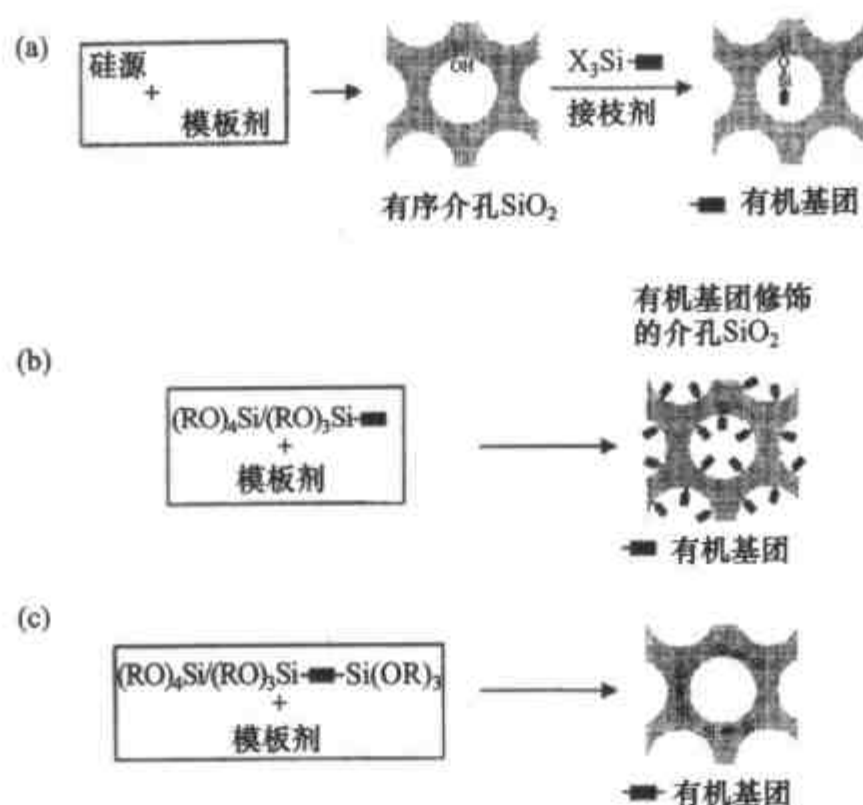 (a)
硅源
+
模板剂
OH
X₃Si
接枝剂
O
Si
有序介孔SiO₂
有机基团
有机基团修饰
的介孔SiO₂
(b)
(RO)₄Si/(RO)₃Si
+
模板剂
有机基团
(c)
(RO)₄Si/(RO)₃Si Si(OR)₃
+
模板剂
有机基团